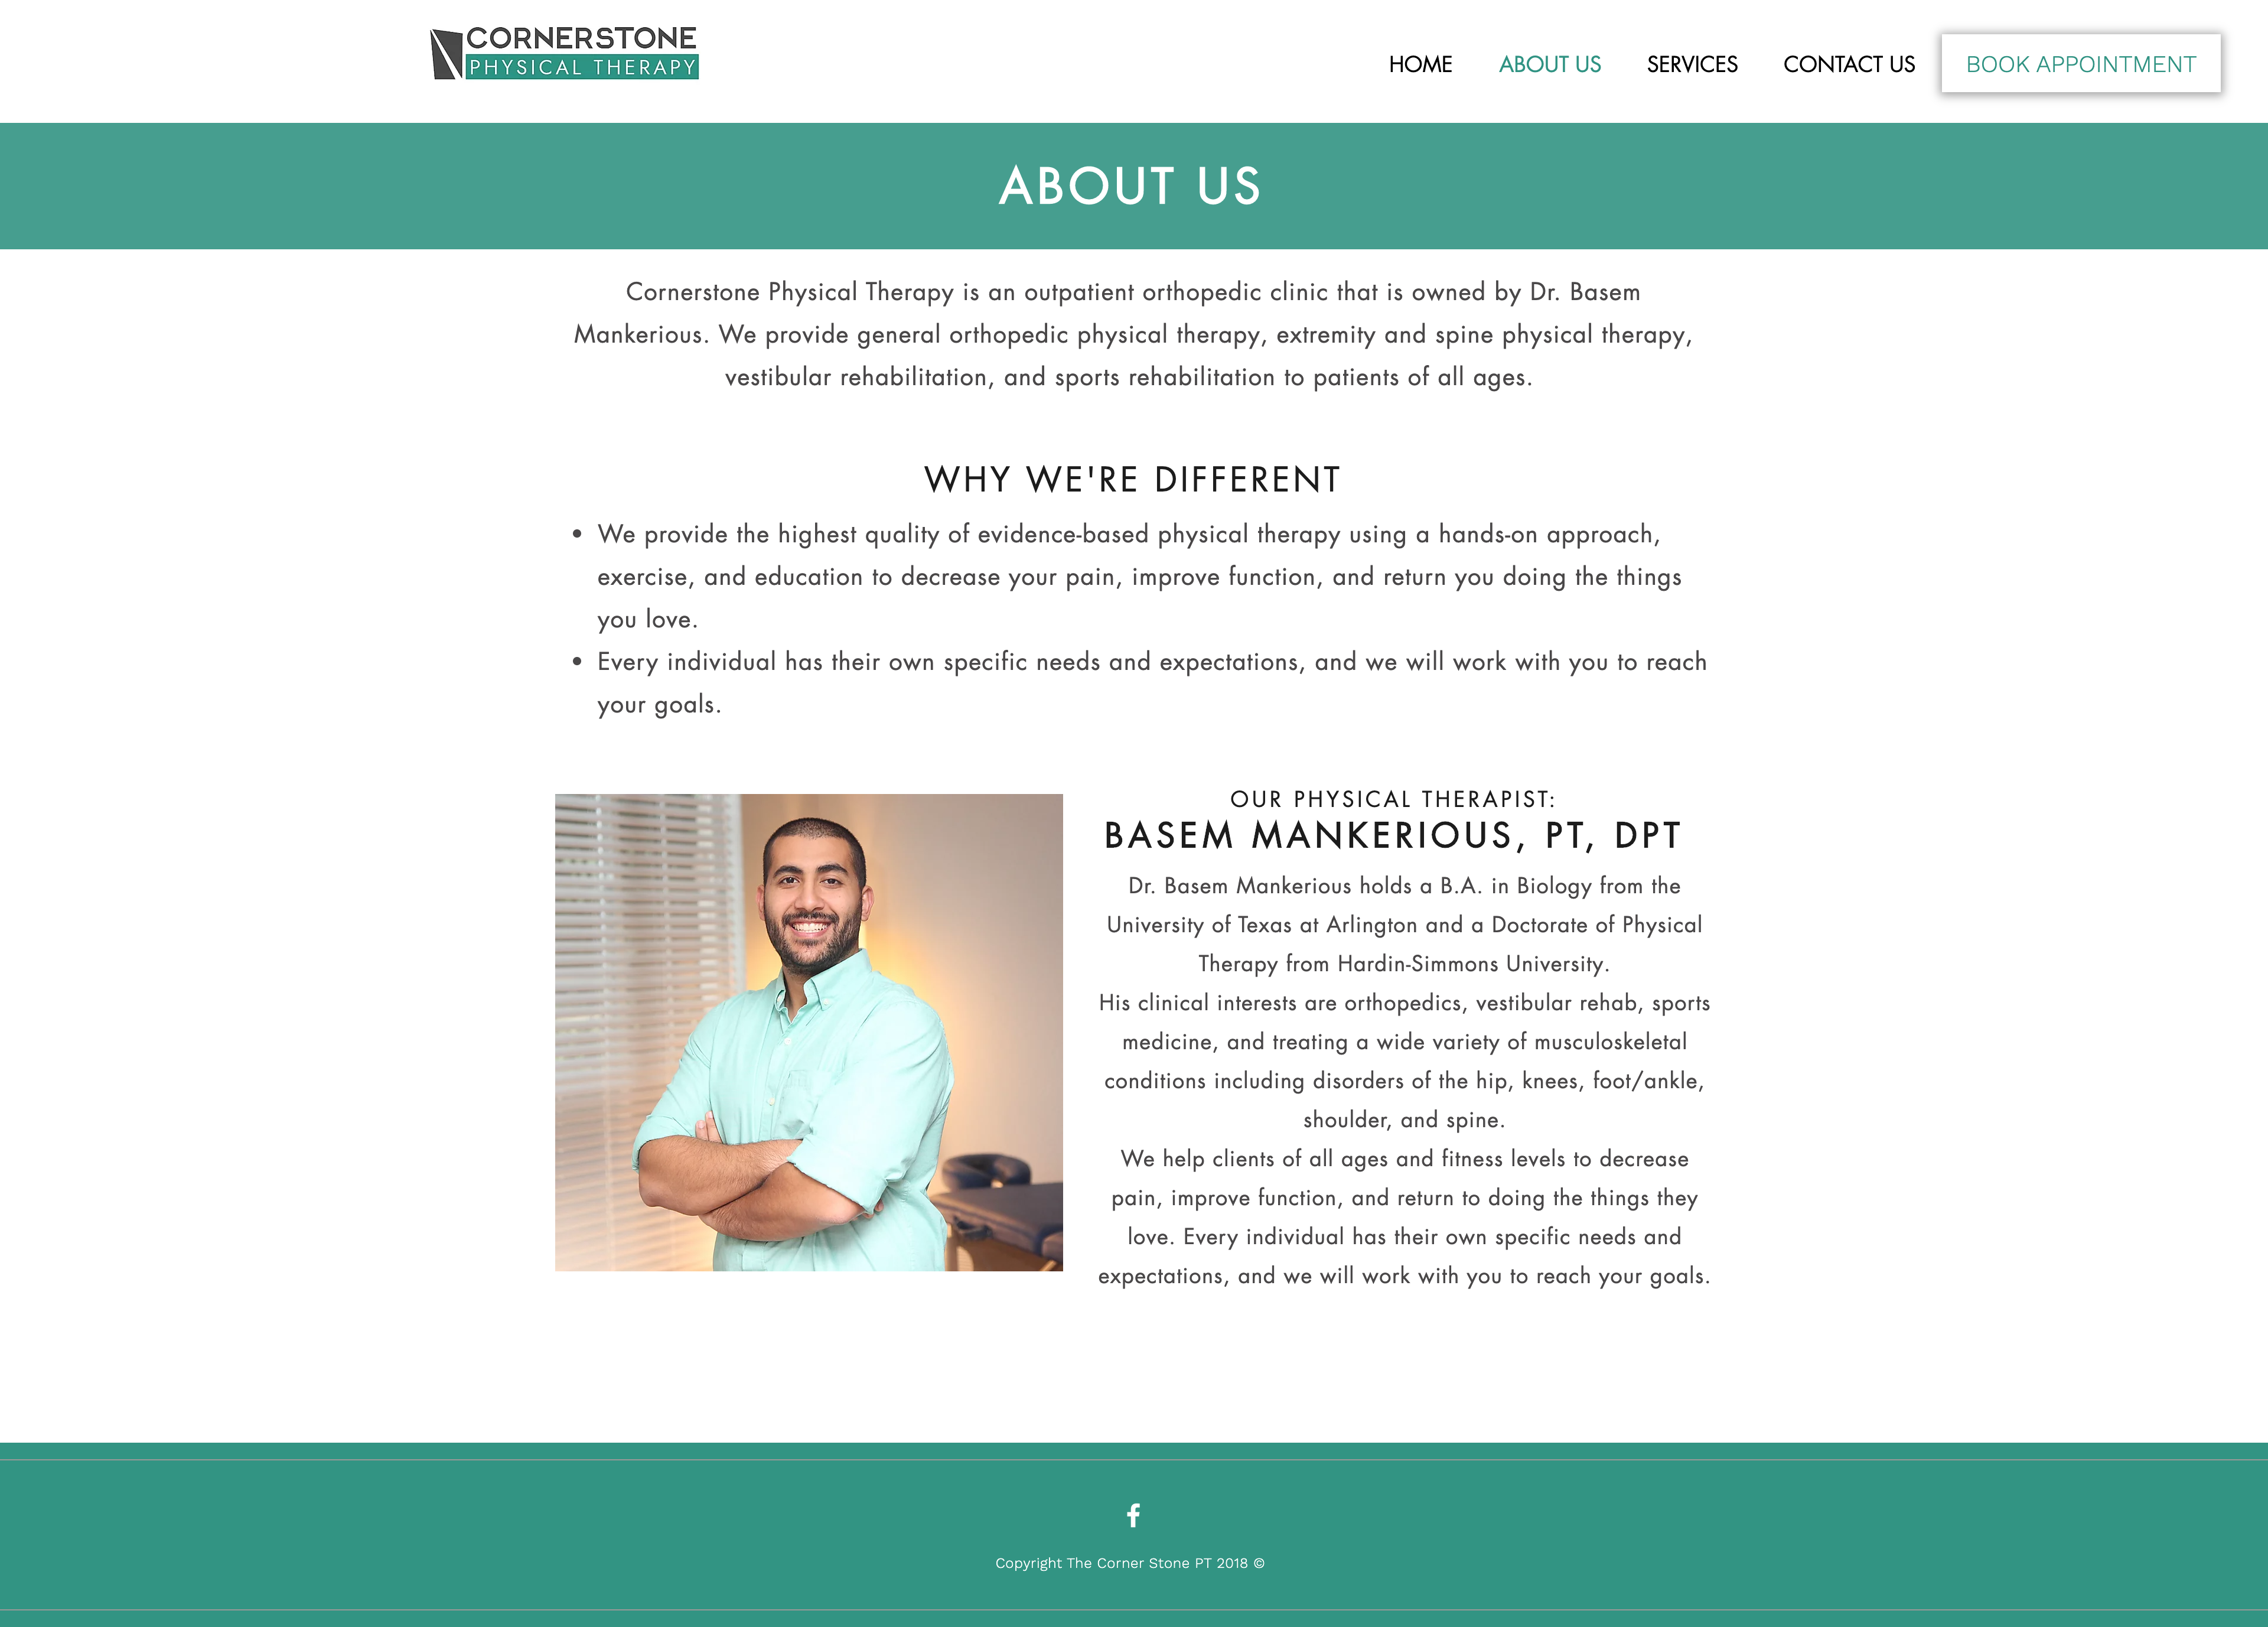 CORNERSTONE
PHYSICAL THERAPY
HOME
ABOUT US
SERVICES
CONTACT US
BOOK APPOINTMENT
ABOUT US
Cornerstone Physical Therapy is an outpatient orthopedic clinic that is owned by Dr. Basem
Mankerious. We provide general orthopedic physical therapy, extremity and spine physical therapy,
vestibular rehabilitation, and sports rehabilitation to patients of all ages.
WHY WE'RE DIFFERENT
• We provide the highest quality of evidence-based physical therapy using a hands-on approach,
exercise, and education to decrease your pain, improve function, and return you doing the things
you love.
• Every individual has their own specific needs and expectations, and we will work with you to reach
your goals.
OUR PHYSICAL THERAPIST:
BASEM MANKERIOUS, PT, DPT
Dr. Basem Mankerious holds a B.A. in Biology from the
University of Texas at Arlington and a Doctorate of Physical
Therapy from Hardin-Simmons University.
His clinical interests are orthopedics, vestibular rehab, sports
medicine, and treating a wide variety of musculoskeletal
conditions including disorders of the hip, knees, foot/ankle,
shoulder, and spine.
We help clients of all ages and fitness levels to decrease
pain, improve function, and return to doing the things they
love. Every individual has their own specific needs and
expectations, and we will work with you to reach your goals.
Copyright The Corner Stone PT 2018 ©